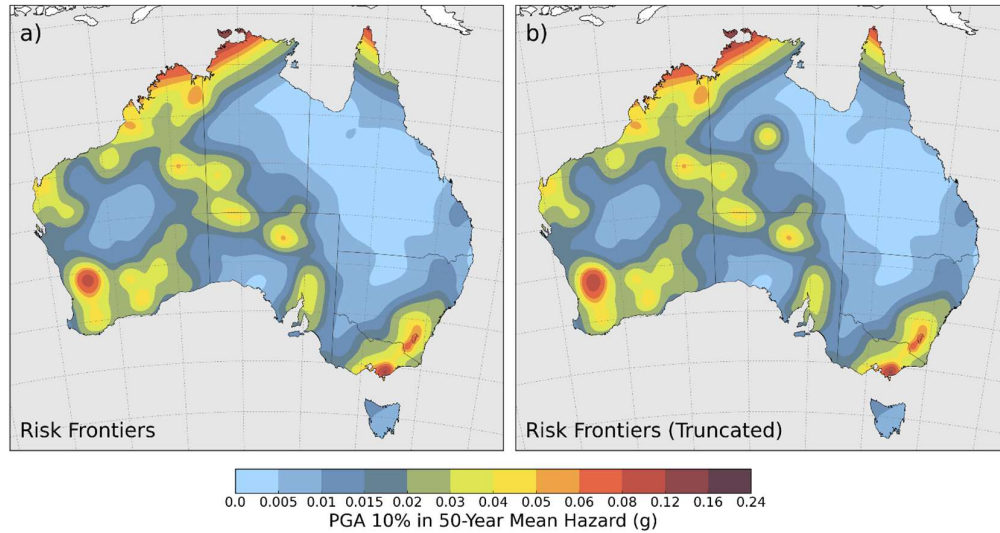 a)
Risk Frontiers
b)
Risk Frontiers (Truncated)
0.0 0.005 0.01 0.015 0.02 0.03 0.04 0.05 0.06 0.08 0.12 0.16 0.24
PGA 10% in 50-Year Mean Hazard (g)